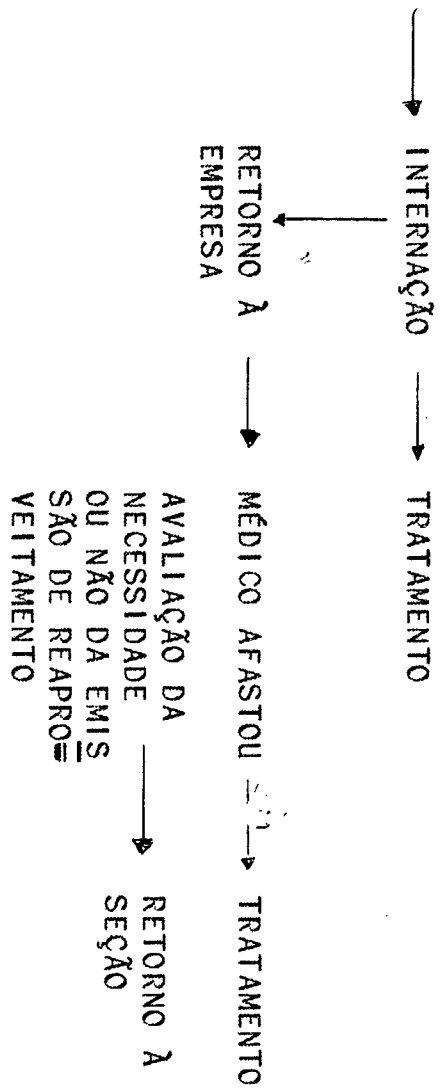 INTERNAÇÃO TRATAMENTO
RETORNO À
EMPRESA
MÉDICO AFASTOU TRATAMENTO
AVALIAÇÃO DA
NECESSIDADE
OU NÃO DA EMIS
SÃO DE REAPRO=
VEITAMENTO
RETORNO À
SEÇÃO